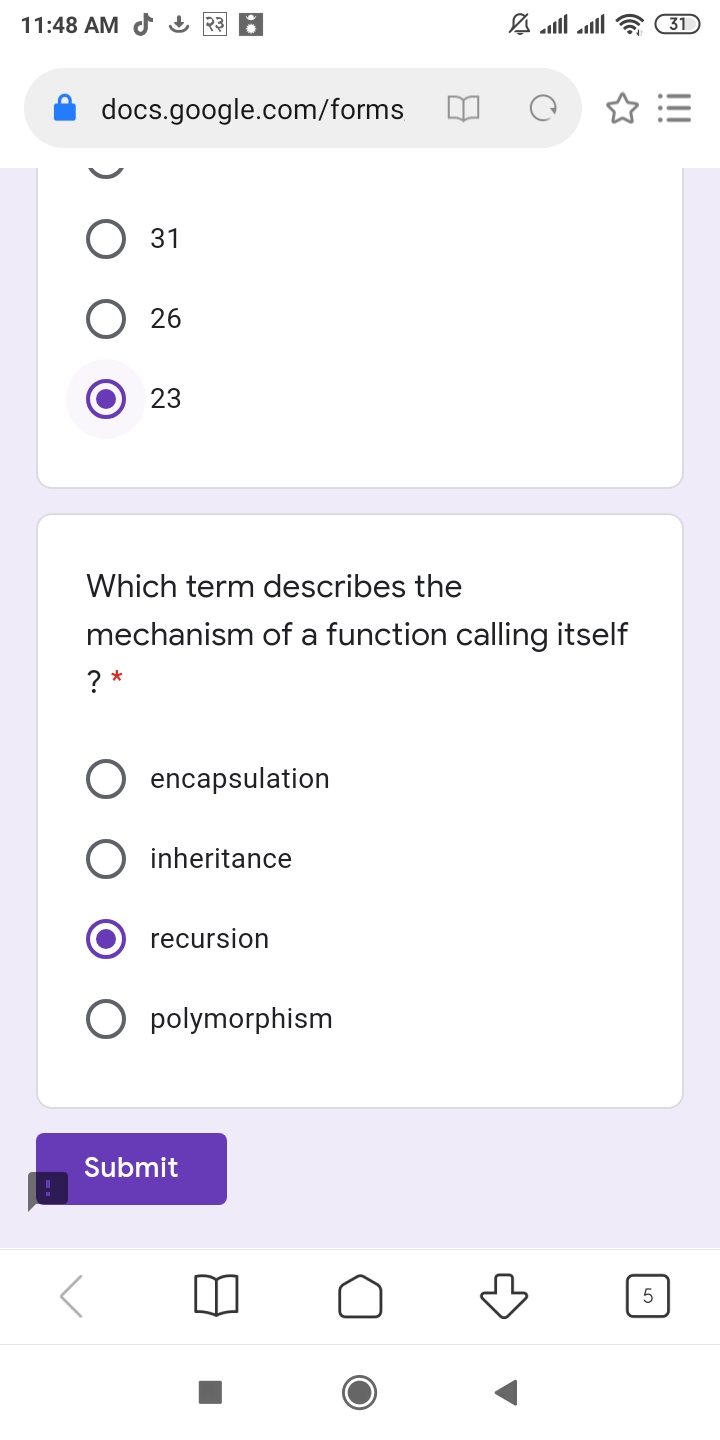 11:48 AM २३ 31
docs.google.com/forms
31
26
23
Which term describes the
mechanism of a function calling itself
? *
encapsulation
inheritance
recursion
polymorphism
Submit
!
5